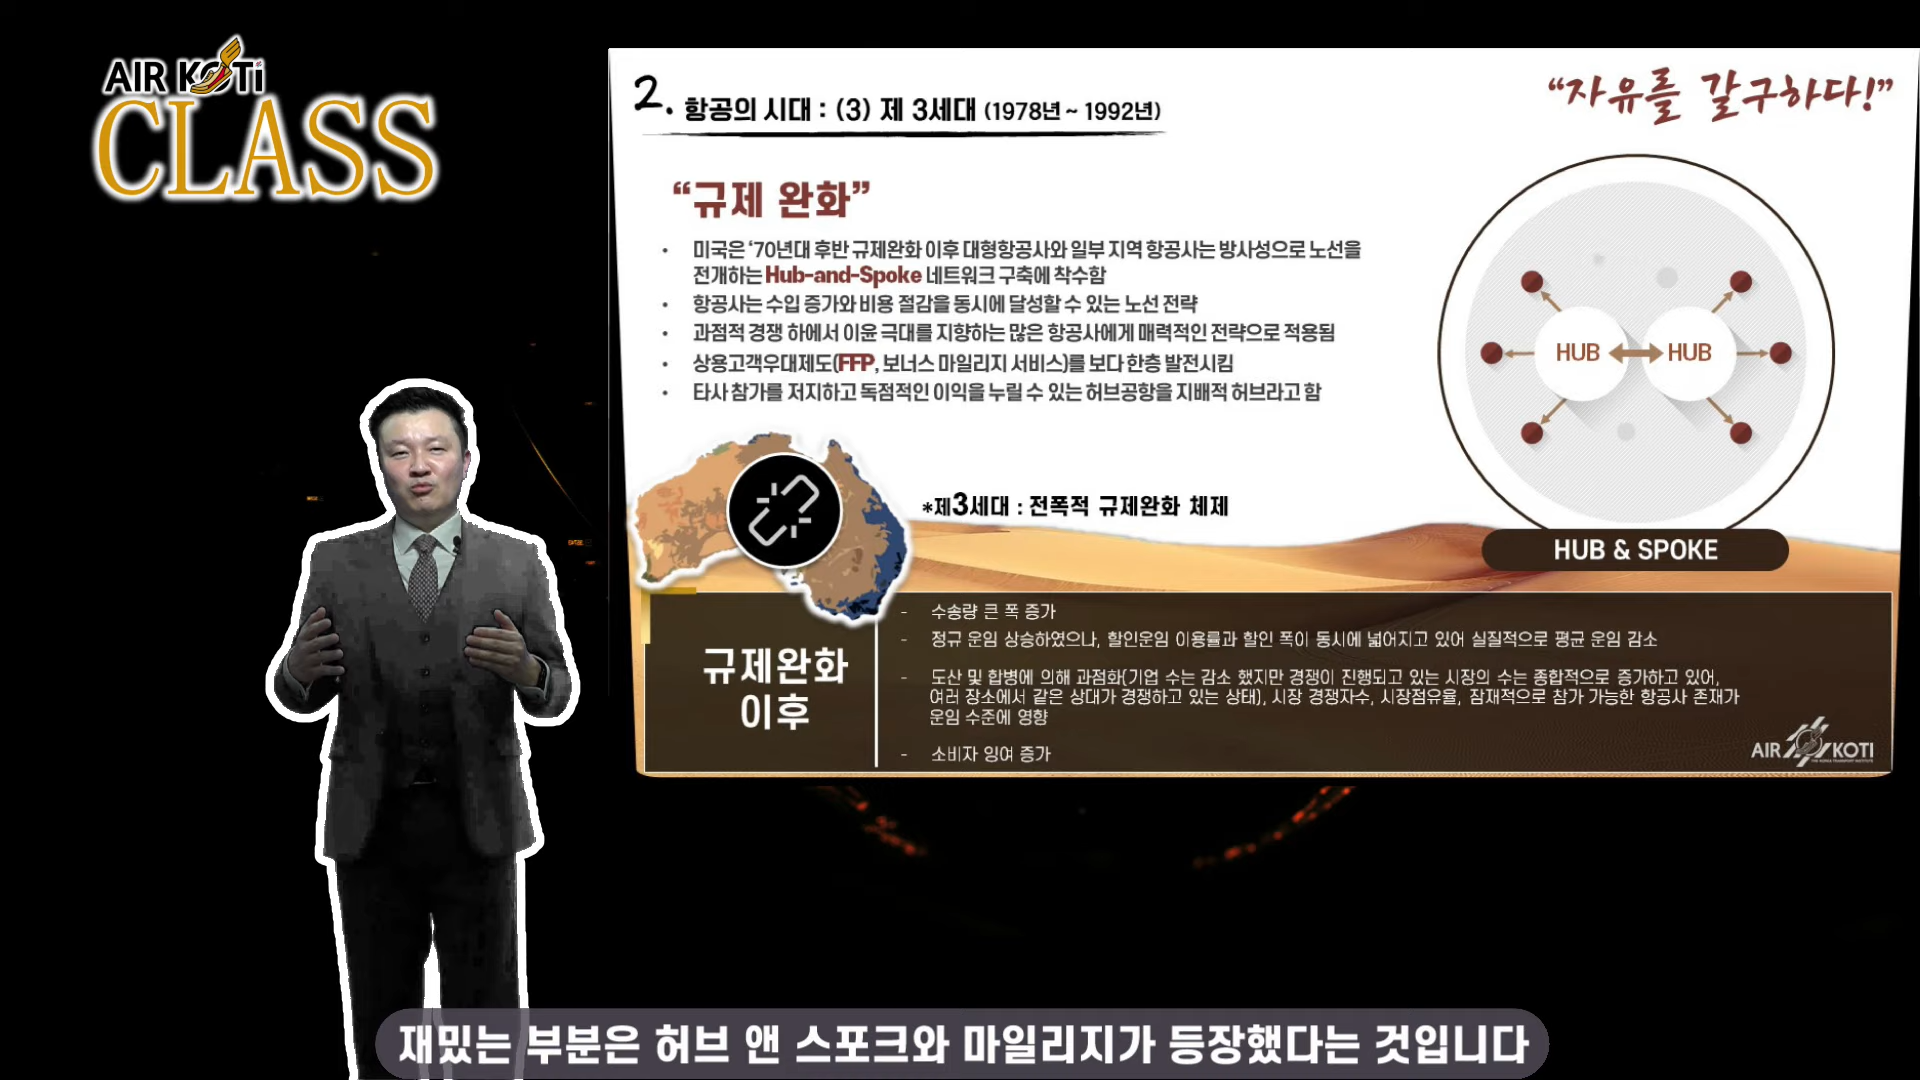 AIR KOTi
CLASS
2. 항공의 시대 : (3) 제 3세대 (1978년 ~ 1992년)
“자유를 갈구하다!”
“규제 완화”
• 미국은 ‘70년대 후반 규제완화 이후 대형항공사와 일부 지역 항공사는 방사성으로 노선을
전개하는 Hub-and-Spoke 네트워크 구축에 착수함
• 항공사는 수입 증가와 비용 절감을 동시에 달성할 수 있는 노선 전략
• 과점적 경쟁 하에서 이윤 극대를 지향하는 많은 항공사에게 매력적인 전략으로 적용됨
• 상용고객우대제도(FFP, 보너스 마일리지 서비스)를 보다 한층 발전시킴
• 타사 참가를 저지하고 독점적인 이익을 누릴 수 있는 허브공항을 지배적 허브라고 함
HUB HUB
*제3세대 : 전폭적 규제완화 체제
HUB & SPOKE
규제완화
이후
- 수송량 큰 폭 증가
- 정규 운임 상승하였으나, 할인운임 이용률과 할인 폭이 동시에 넓어지고 있어 실질적으로 평균 운임 감소
- 도산 및 합병에 의해 과점화(기업 수는 감소 했지만 경쟁이 진행되고 있는 시장의 수는 종합적으로 증가하고 있어,
여러 장소에서 같은 상대가 경쟁하고 있는 상태), 시장 경쟁자수, 시장점유율, 잠재적으로 참가 가능한 항공사 존재가
운임 수준에 영향
- 소비자 잉여 증가
AIR KOTI
THE KOREA TRANSPORT INSTITUTE
재밌는 부분은 허브 앤 스포크와 마일리지가 등장했다는 것입니다